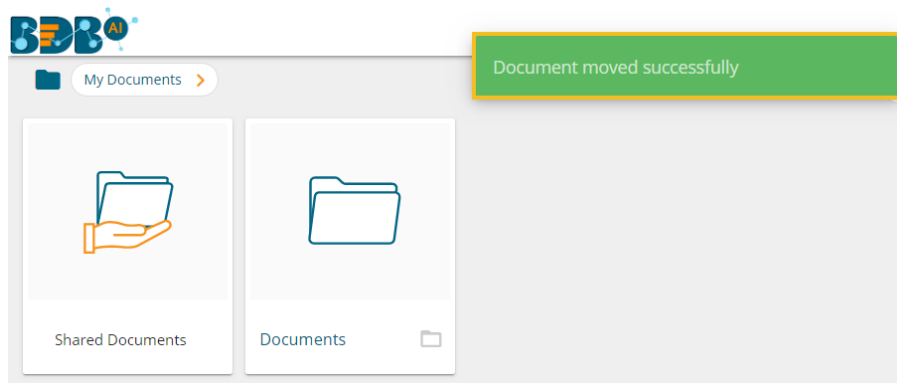 BDB AI
Document moved successfully
My Documents
Shared Documents
Documents